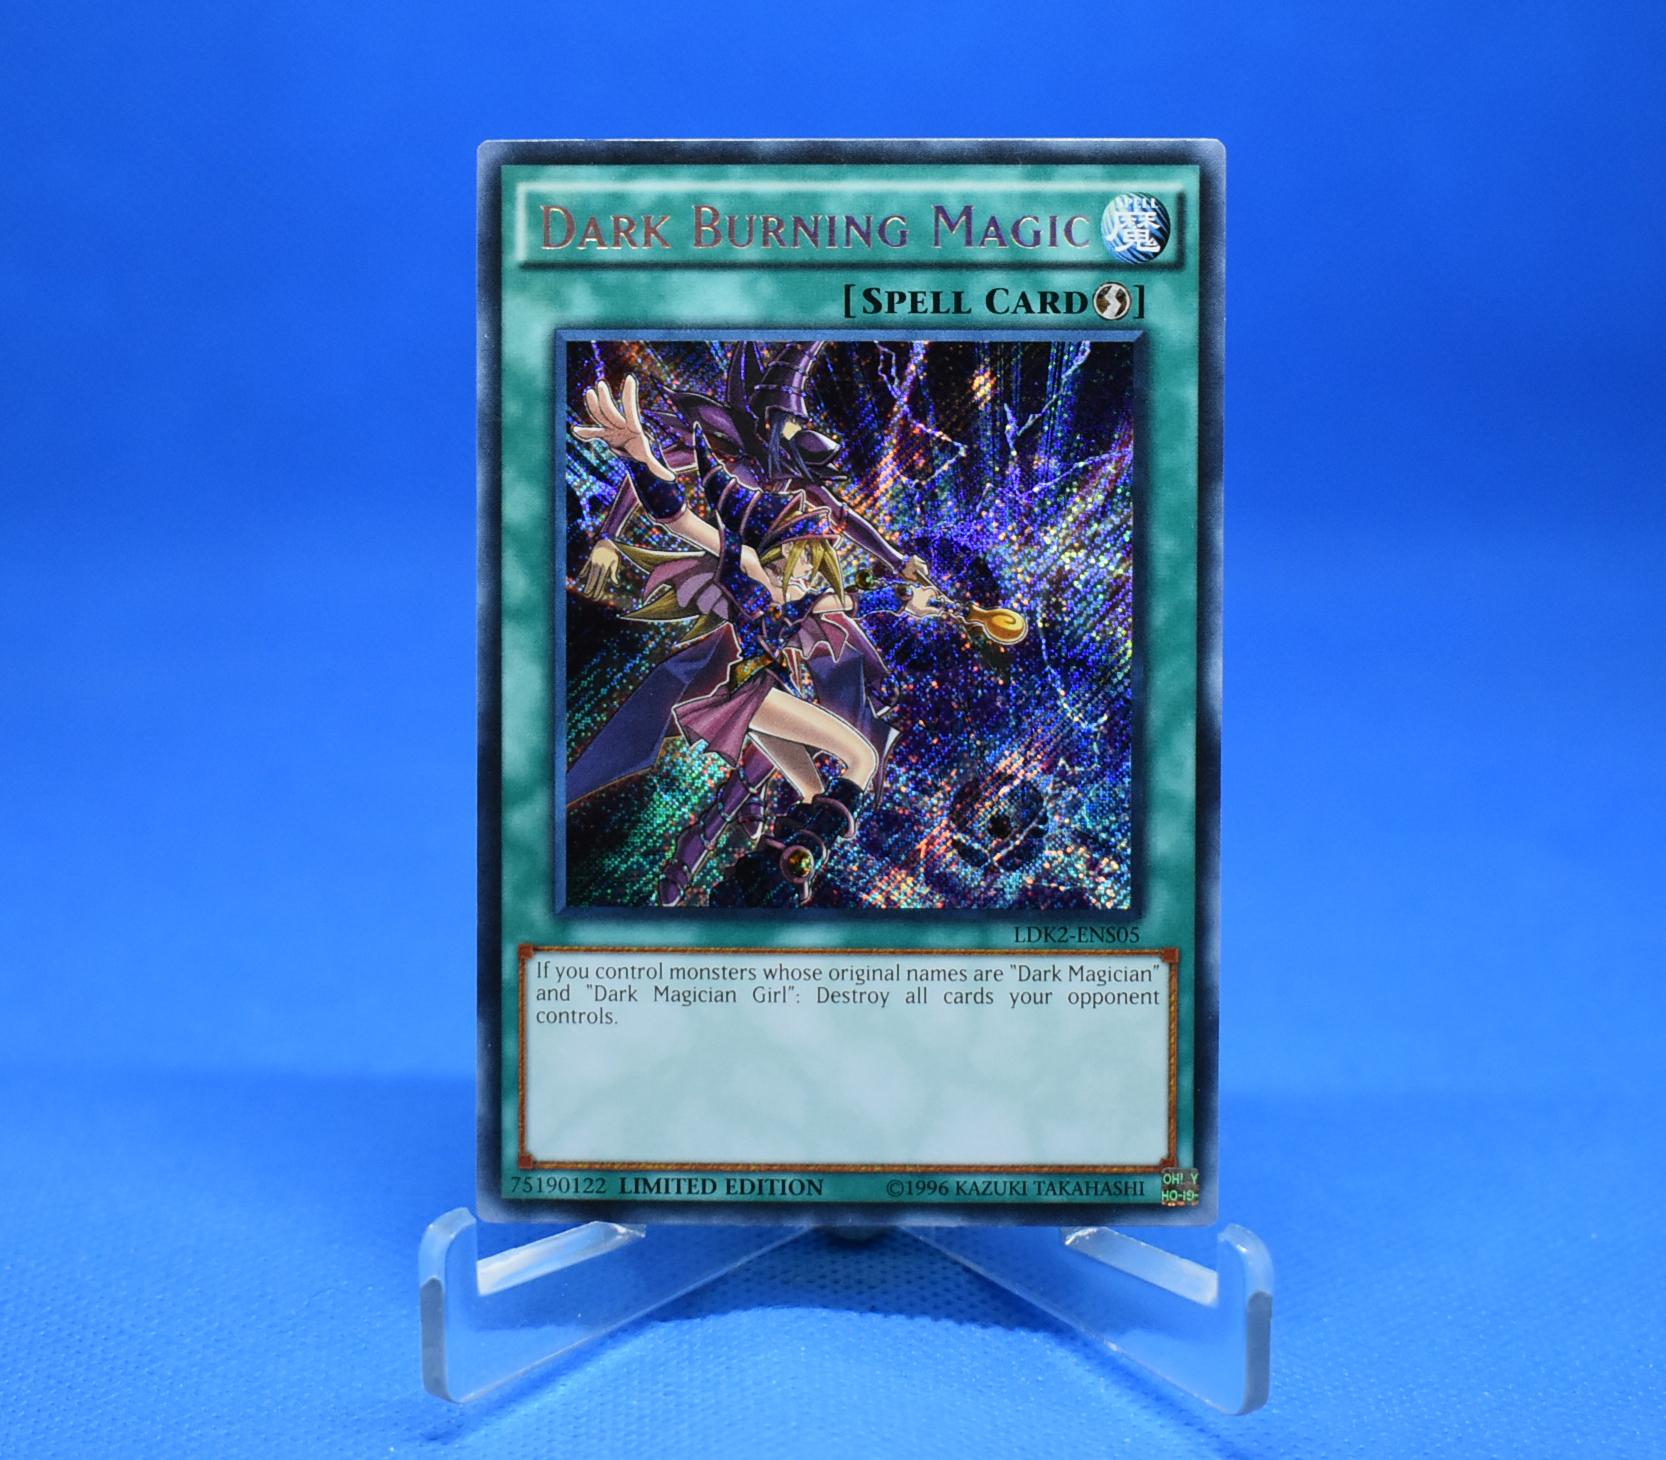 DARK BURNING MAGIC
SPELL
魔
[SPELL CARD]
LDK2-ENS05
If you control monsters whose original names are "Dark Magician"
and "Dark Magician Girl": Destroy all cards your opponent
controls.
75190122 LIMITED EDITION ©1996 KAZUKI TAKAHASHI